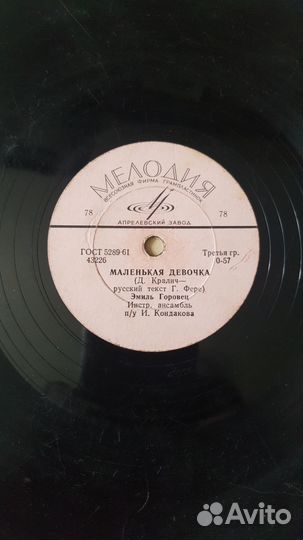 МЕЛОДИЯ
ВСЕСОЮЗНАЯ ФИРМА ГРАМПЛАСТИНОК
78 78
АПРЕЛЕВСКИЙ ЗАВОД
ГОСТ 5289-61 Третья гр.
43226 0-57
МАЛЕНЬКАЯ ДЕВОЧКА
(Д. Кралич—
русский текст Г. Фере)
Эмиль Горовец
Инстр. ансамбль
п/у И. Кондакова
Avito